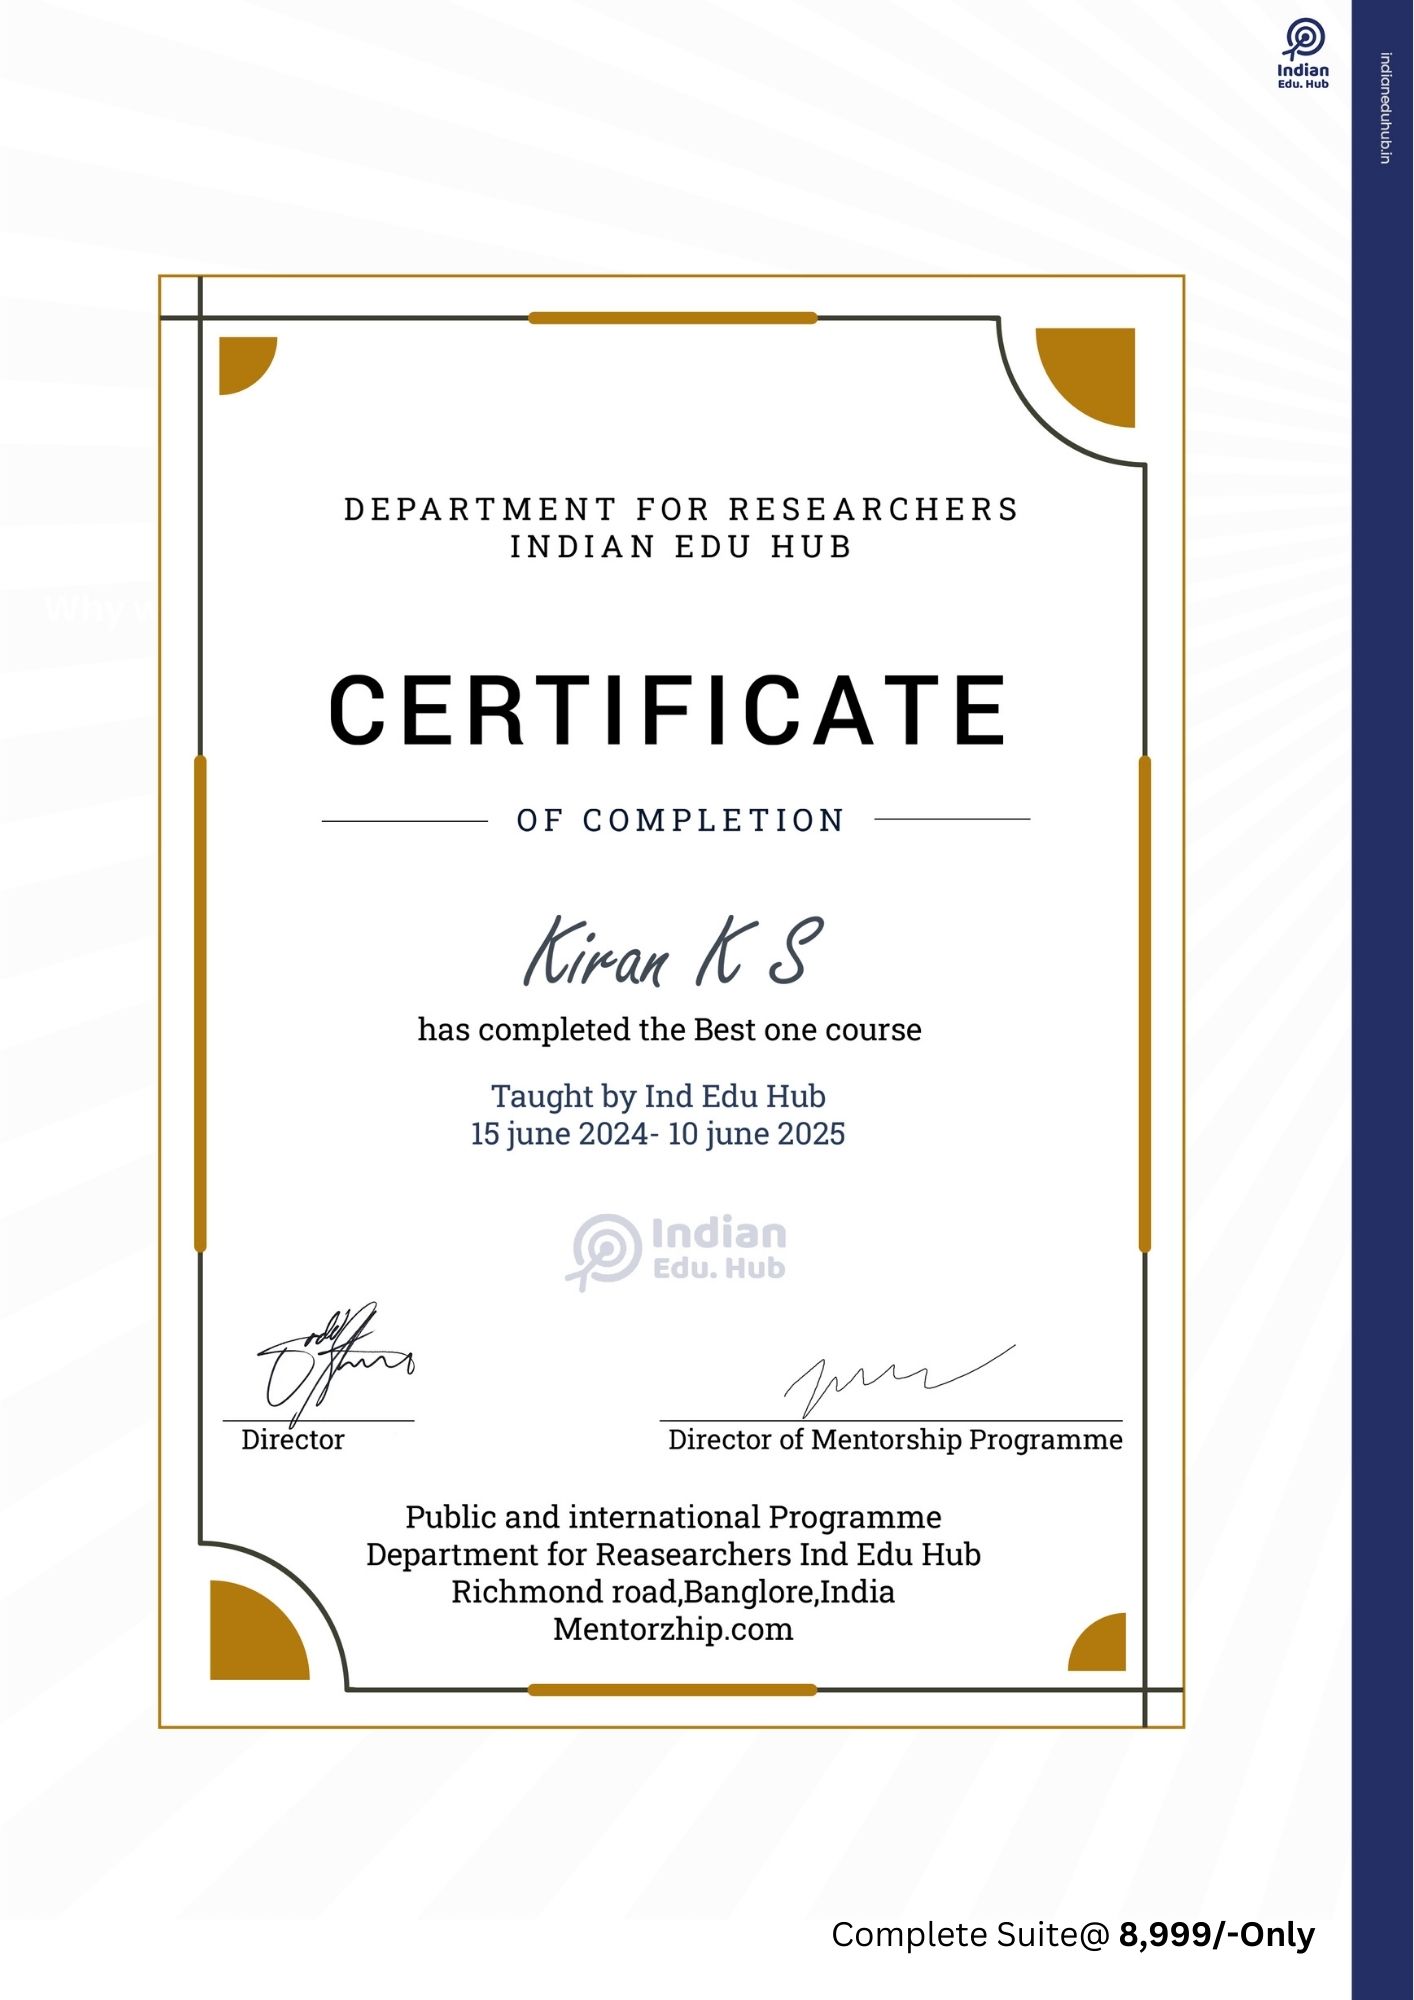 Indian
Edu. Hub
indianeduhub.in
DEPARTMENT FOR RESEARCHERS
INDIAN EDU HUB
Why w
CERTIFICATE
OF COMPLETION
Kiran K S
has completed the Best one course
Taught by Ind Edu Hub
15 june 2024- 10 june 2025
Indian
Edu. Hub
Director
Director of Mentorship Programme
Public and international Programme
Department for Reasearchers Ind Edu Hub
Richmond road,Banglore,India
Mentorzhip.com
Complete Suite@ 8,999/-Only